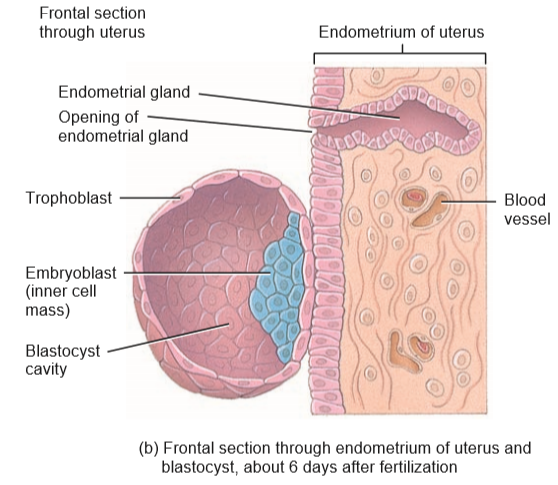 Frontal section
through uterus
Endometrium of uterus
Endometrial gland
Opening of
endometrial gland
Trophoblast
Blood
vessel
Embryoblast
(inner cell
mass)
Blastocyst
cavity
(b) Frontal section through endometrium of uterus and
blastocyst, about 6 days after fertilization